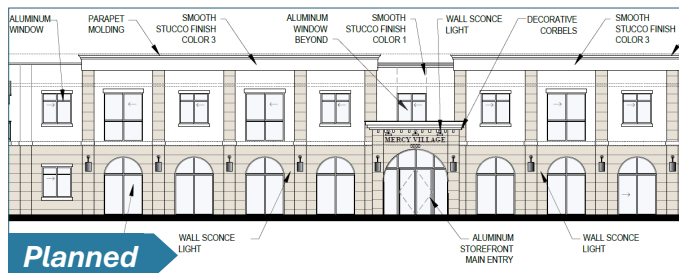 ALUMINUM
WINDOW
PARAPET
MOLDING
SMOOTH
STUCCO FINISH
COLOR 3
ALUMINUM
WINDOW
BEYOND
SMOOTH
STUCCO FINISH
COLOR 1
WALL SCONCE
LIGHT
DECORATIVE
CORBELS
SMOOTH
STUCCO FINISH
COLOR 3
MERCY VILLAGE
WALL SCONCE
LIGHT
ALUMINUM
STOREFRONT
MAIN ENTRY
WALL SCONCE
LIGHT
Planned